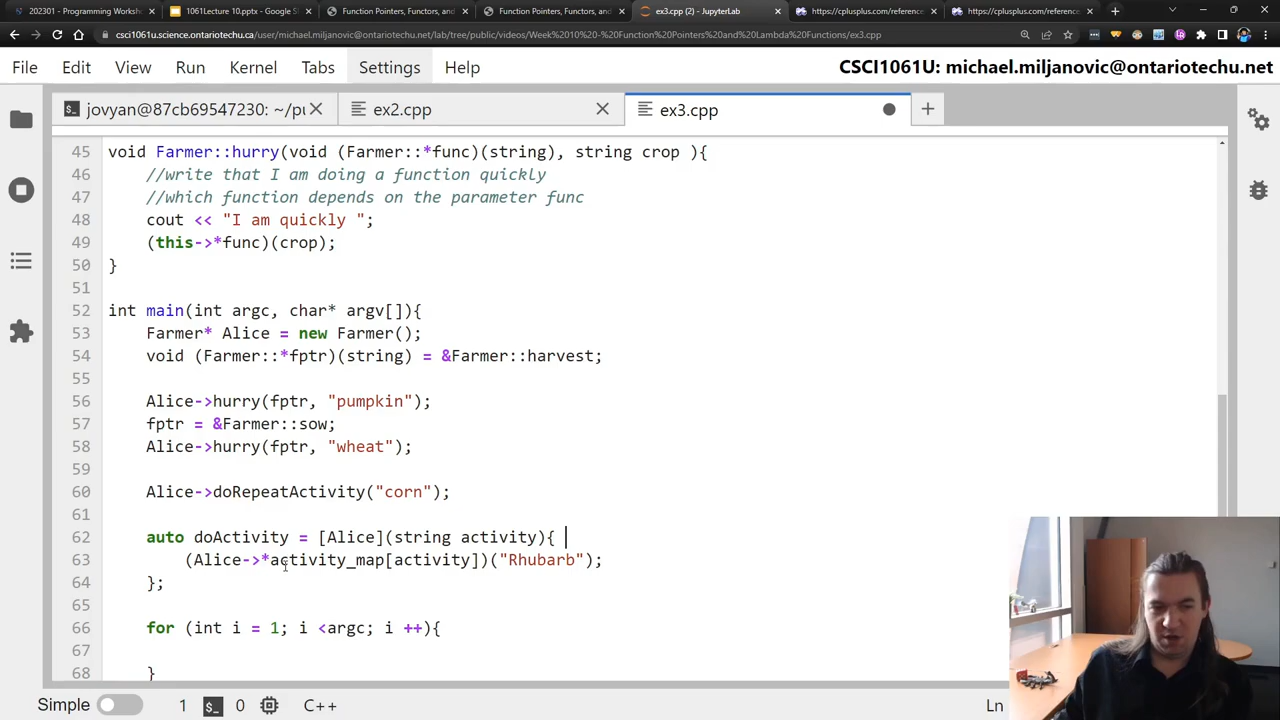 202301 - Programming Worksh
1061Lecture 10.pptx - Google S
Function Pointers, Functors, and
Function Pointers, Functors, and
ex3.cpp (2) - JupyterLab
https://cplusplus.com/reference
https://cplusplus.com/reference
csci1061u.science.ontariotechu.ca/user/michael.miljanovic@ontariotechu.net/lab/tree/public/videos/Week%2010%20-%20Function%20Pointers%20and%20Lambda%20Functions/ex3.cpp
File Edit View Run Kernel Tabs Settings Help
CSCI1061U: michael.miljanovic@ontariotechu.net
jovyan@87cb69547230: ~/pu
ex2.cpp
ex3.cpp
45 void Farmer::hurry(void (Farmer::*func)(string), string crop ){
46 //write that I am doing a function quickly
47 //which function depends on the parameter func
48 cout << "I am quickly ";
49 (this->*func)(crop);
50 }
51
52 int main(int argc, char* argv[]){
53 Farmer* Alice = new Farmer();
54 void (Farmer::*fptr)(string) = &Farmer::harvest;
55
56 Alice->hurry(fptr, "pumpkin");
57 fptr = &Farmer::sow;
58 Alice->hurry(fptr, "wheat");
59
60 Alice->doRepeatActivity("corn");
61
62 auto doActivity = [Alice](string activity){
63 (Alice->*activity_map[activity])("Rhubarb");
64 };
65
66 for (int i = 1; i <argc; i ++){
67
68 }
Simple 1 0 C++ Ln